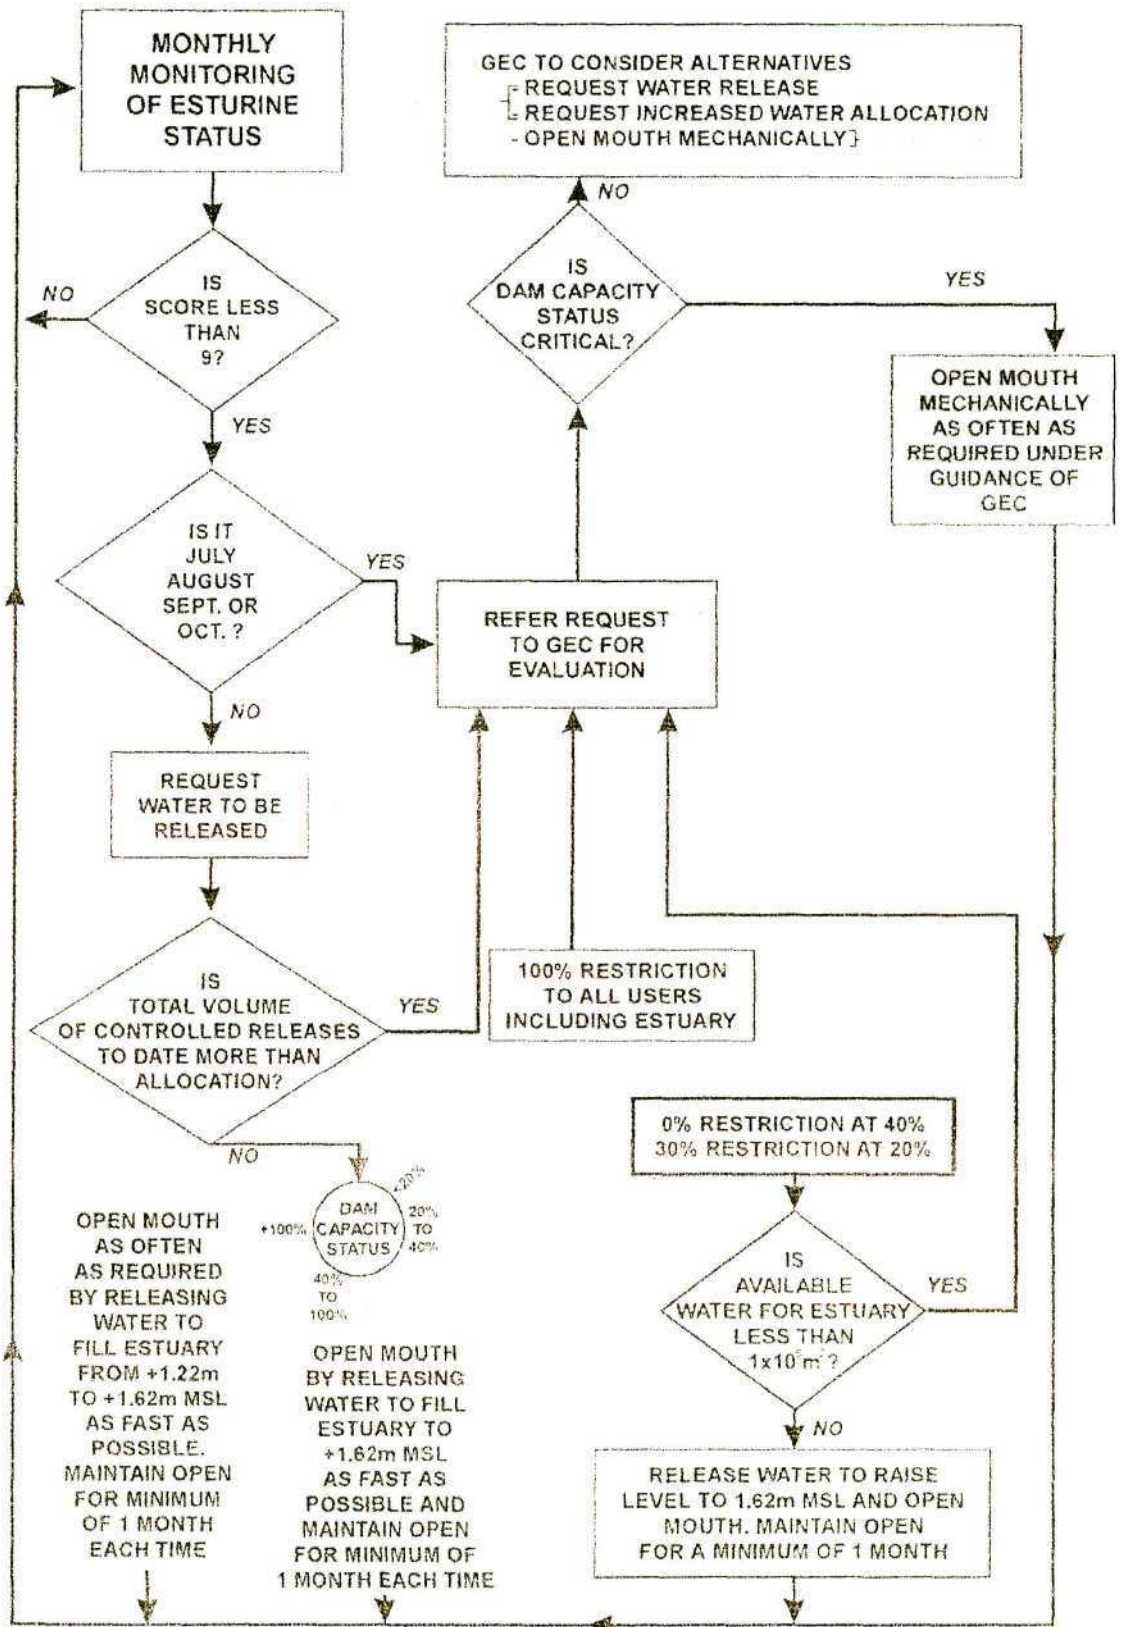 MONTHLY
MONITORING
OF ESTURINE
STATUS
GEC TO CONSIDER ALTERNATIVES
- REQUEST WATER RELEASE
- REQUEST INCREASED WATER ALLOCATION
- OPEN MOUTH MECHANICALLY}
NO
IS
SCORE LESS
THAN
9?
NO
YES
IS
DAM CAPACITY
STATUS
CRITICAL?
YES
OPEN MOUTH
MECHANICALLY
AS OFTEN AS
REQUIRED UNDER
GUIDANCE OF
GEC
IS IT
JULY
AUGUST
SEPT. OR
OCT. ?
YES
NO
REFER REQUEST
TO GEC FOR
EVALUATION
REQUEST
WATER TO BE
RELEASED
IS
TOTAL VOLUME
OF CONTROLLED RELEASES
TO DATE MORE THAN
ALLOCATION?
YES
NO
100% RESTRICTION
TO ALL USERS
INCLUDING ESTUARY
0% RESTRICTION AT 40%
30% RESTRICTION AT 20%
DAM
CAPACITY
STATUS
<20%
20%
TO
40%
+100%
40%
TO
100%
IS
AVAILABLE
WATER FOR ESTUARY
LESS THAN
YES
NO
OPEN MOUTH
AS OFTEN
AS REQUIRED
BY RELEASING
WATER TO
FILL ESTUARY
FROM +1.22m
TO +1.62m MSL
AS FAST AS
POSSIBLE.
MAINTAIN OPEN
FOR MINIMUM
OF 1 MONTH
EACH TIME
OPEN MOUTH
BY RELEASING
WATER TO FILL
ESTUARY TO
+1.62m MSL
AS FAST AS
POSSIBLE AND
MAINTAIN OPEN
FOR MINIMUM OF
1 MONTH EACH TIME
RELEASE WATER TO RAISE
LEVEL TO 1.62m MSL AND OPEN
MOUTH. MAINTAIN OPEN
FOR A MINIMUM OF 1 MONTH